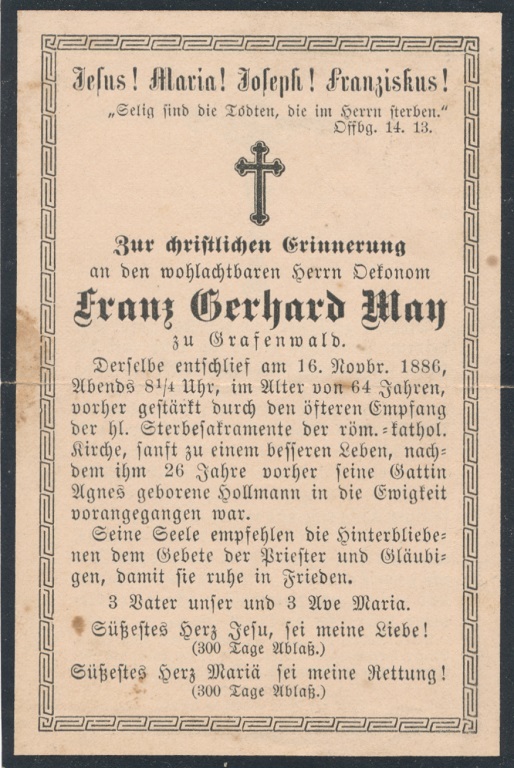 Jesus! Maria! Joseph! Franziskus!
„Selig sind die Tödten, die im Herrn sterben.“
Offbg. 14. 13.
Zur christlichen Erinnerung
an den wohlachtbaren Herrn Oekonom
Franz Gerhard May
zu Grafenwald.
Derselbe entschlief am 16. Novbr. 1886,
Abends 8¼ Uhr, im Alter von 64 Jahren,
vorher gestärkt durch den öfteren Empfang
der hl. Sterbesakramente der röm.-kathol.
Kirche, sanft zu einem besseren Leben, nach-
dem ihm 26 Jahre vorher seine Gattin
Agnes geborene Hollmann in die Ewigkeit
vorangegangen war.
Seine Seele empfehlen die Hinterbliebe-
nen dem Gebete der Priester und Gläubi-
gen, damit sie ruhe in Frieden.
3 Vater unser und 3 Ave Maria.
Süßestes Herz Jesu, sei meine Liebe!
(300 Tage Ablaß.)
Süßestes Herz Mariä sei meine Rettung!
(300 Tage Ablaß.)